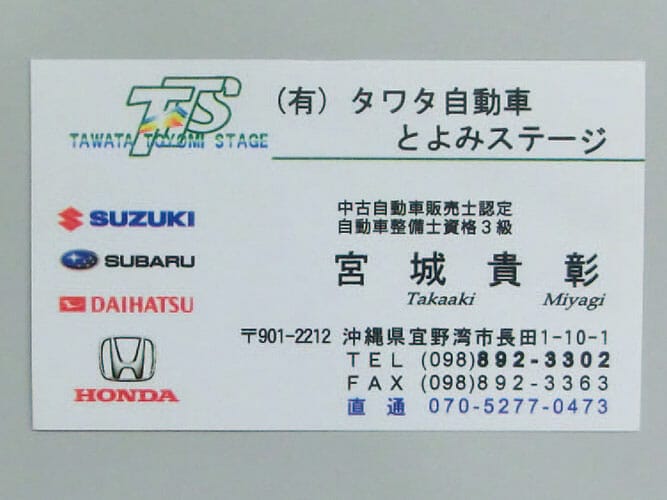 TTS
TAWATA TOYOMI STAGE
(有) タワタ自動車
とよみステージ
SUZUKI
SUBARU
DAIHATSU
HONDA
中古自動車販売士認定
自動車整備士資格3級
宮城貴彰
Takaaki Miyagi
〒901-2212 沖縄県宜野湾市長田1-10-1
TEL (098)892-3302
FAX (098)892-3363
直通 070-5277-0473